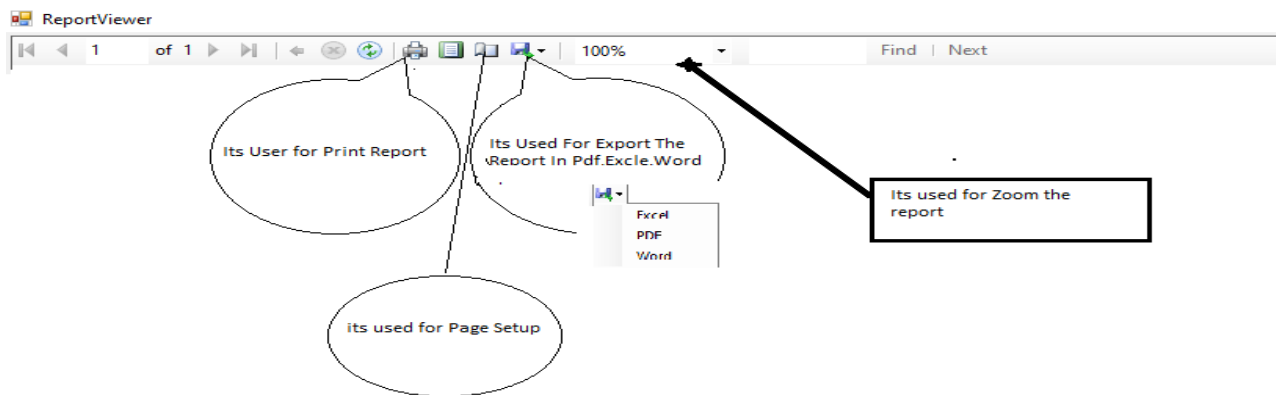 ReportViewer
1 of 1 100% Find | Next
Its User for Print Report
Its Used For Export The
Report In Pdf.Excle.Word
Its used for Zoom the
report
Excel
PDF
Word
its used for Page Setup